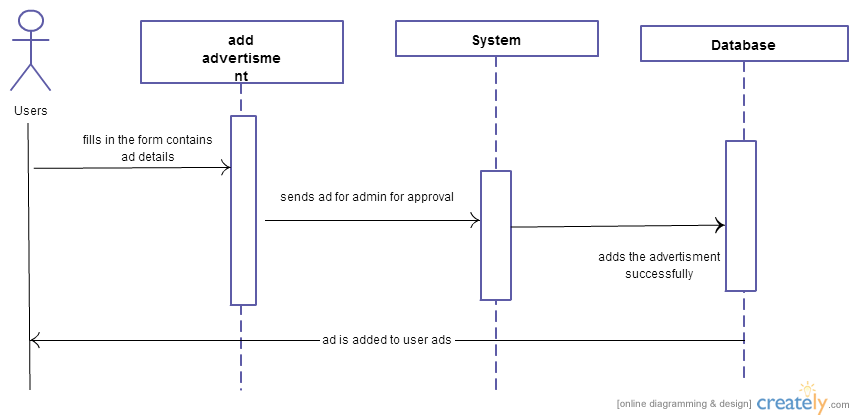 add
advertisme
nt
System
Database
Users
fills in the form contains
ad details
sends ad for admin for approval
adds the advertisment
successfully
ad is added to user ads
[online diagramming & design] creately.com